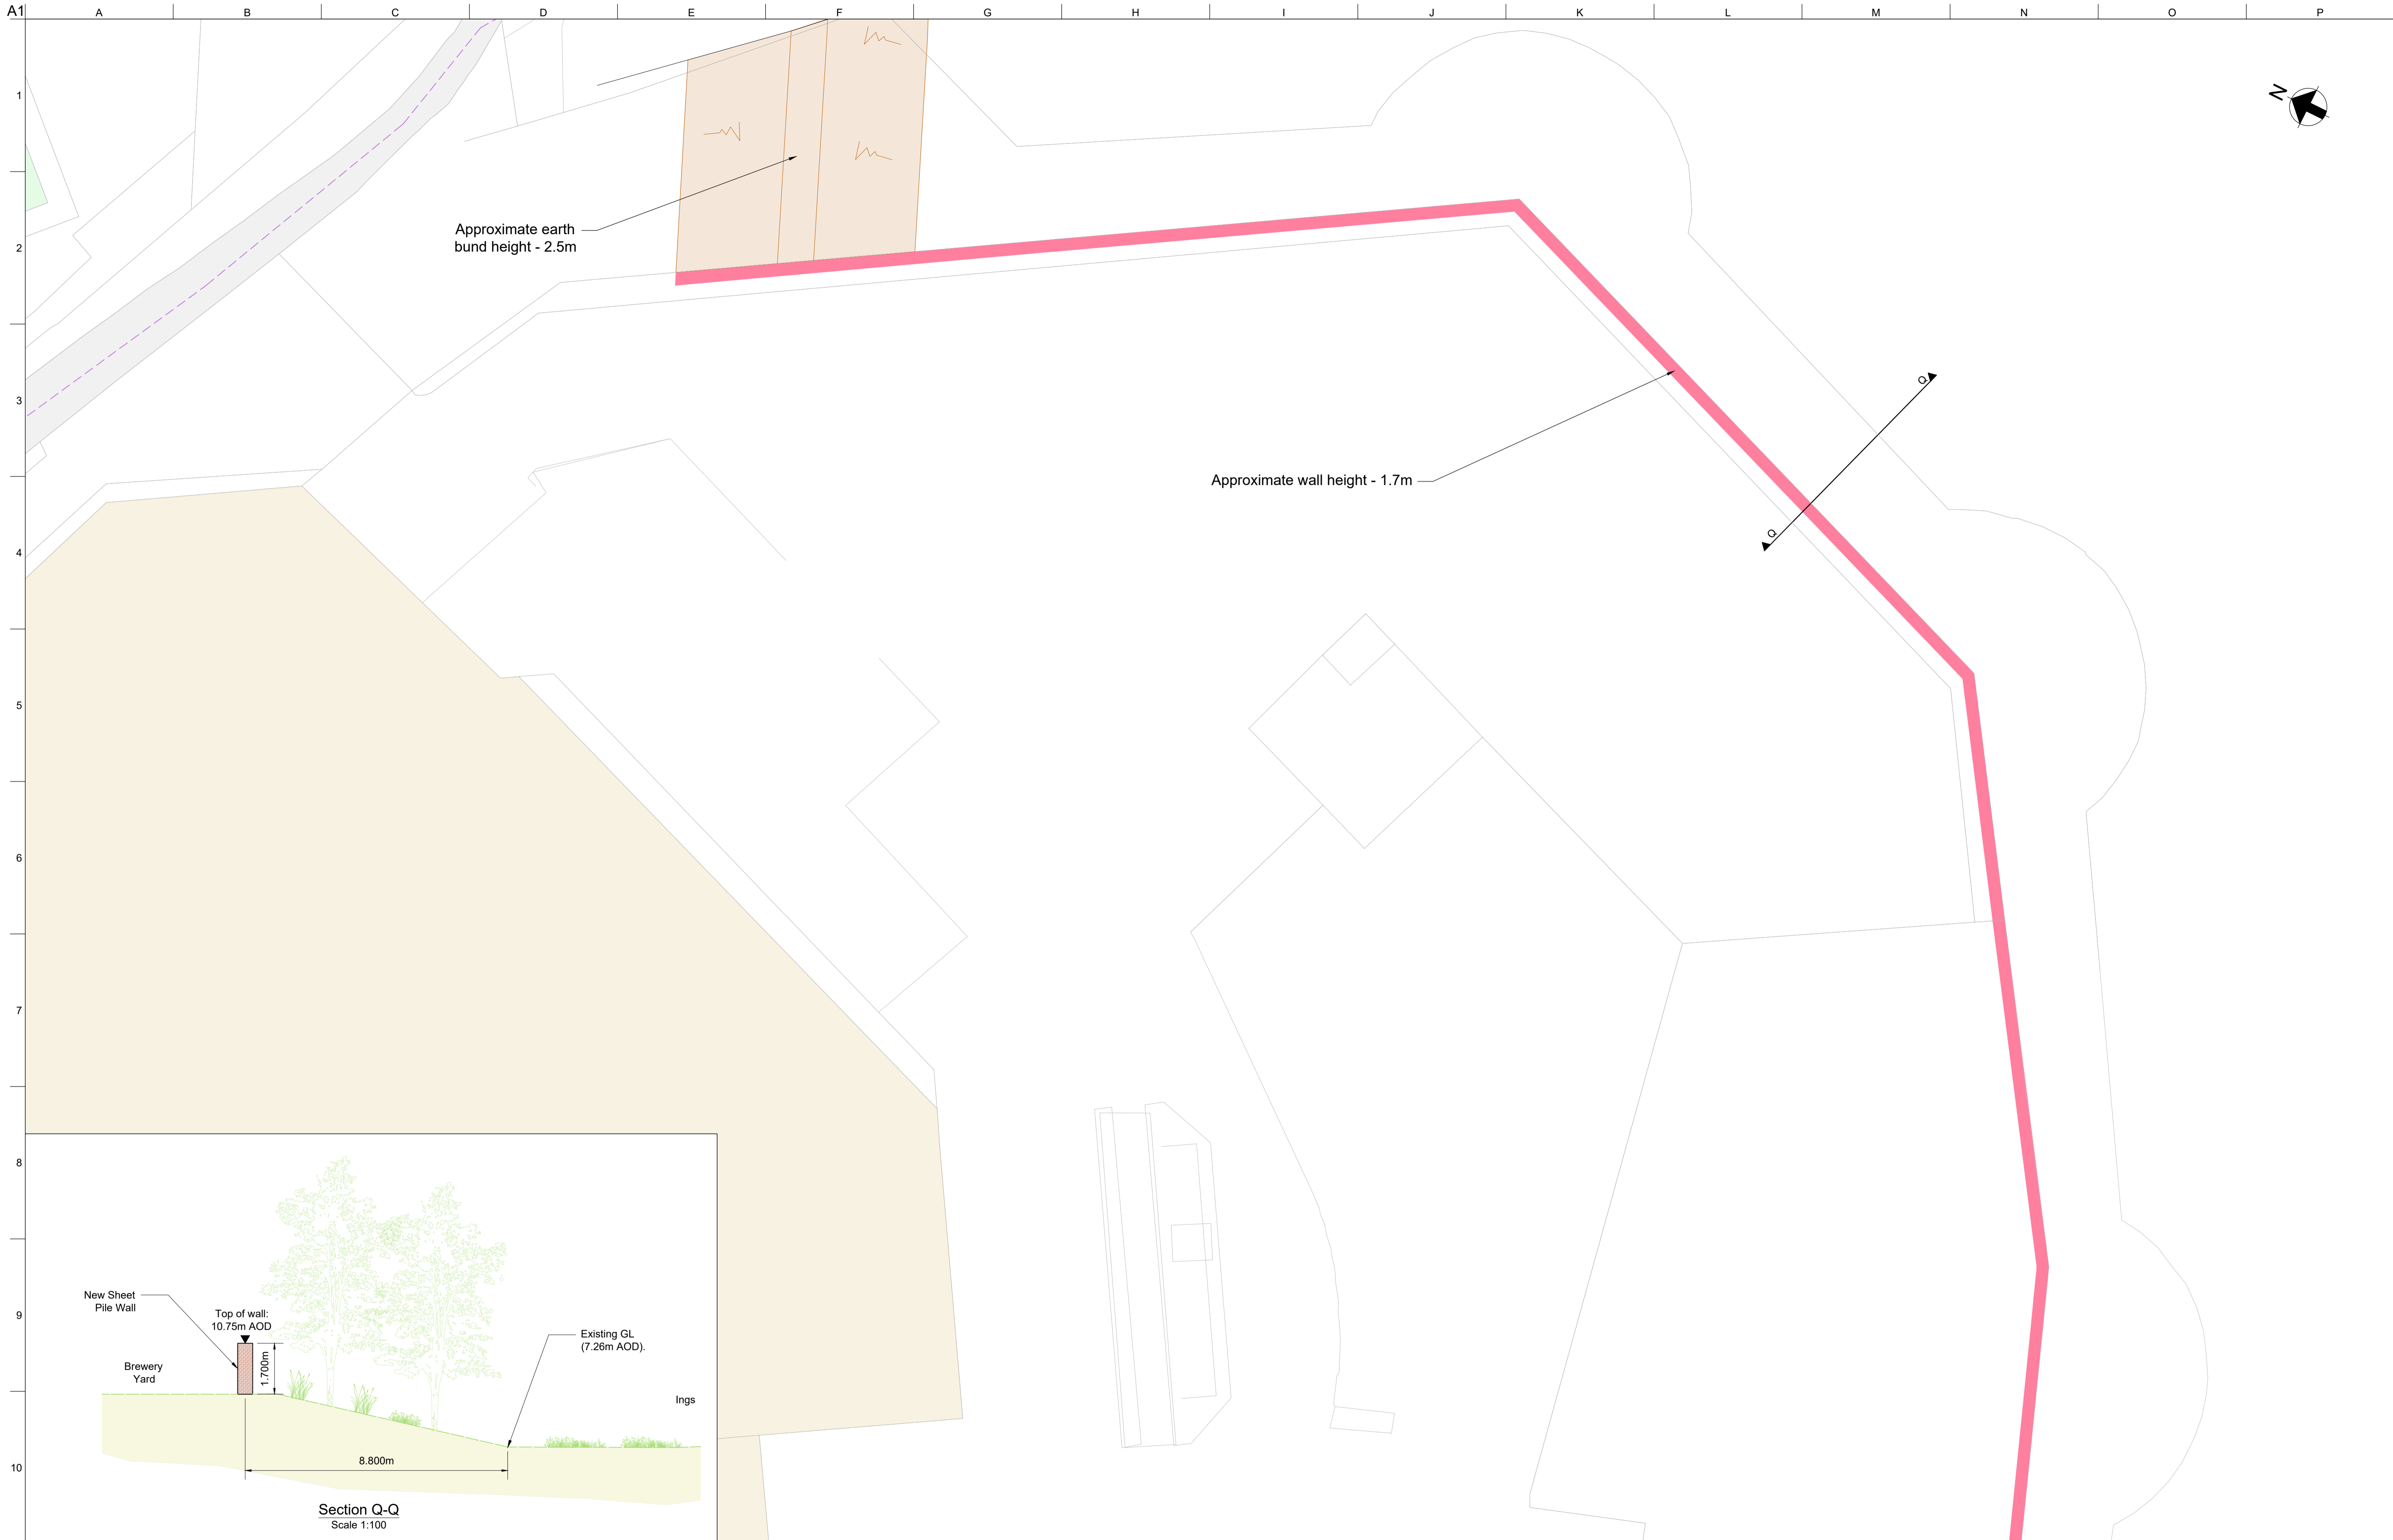 A1
A B C D E F G H I J K L M N O P
1
N
2
Approximate earth
bund height - 2.5m
3
Q
Approximate wall height - 1.7m
Q
4
5
6
7
8
9
10
New Sheet
Pile Wall
Top of wall:
10.75m AOD
Existing GL
(7.26m AOD).
Brewery
Yard
1.700m
Ings
8.800m
Section Q-Q
Scale 1:100